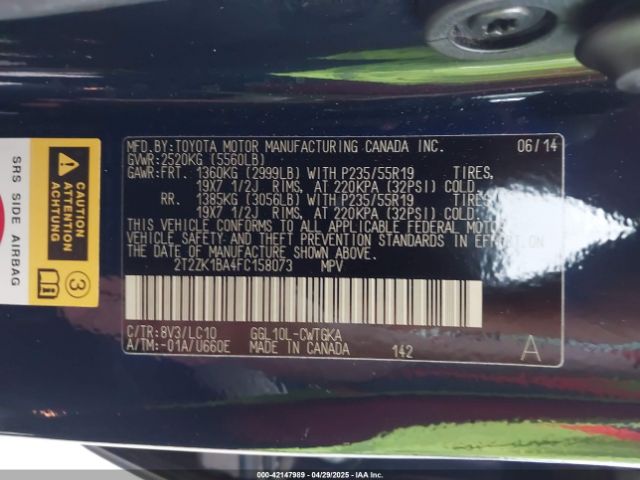 MFD.BY:TOYOTA MOTOR MANUFACTURING CANADA INC. 06/14
GVWR:2520KG (5560LB)
GAWR:FRT. 1360KG (2999LB) WITH P235/55R19 TIRES,
19X7 1/2J RIMS, AT 220KPA (32PSI) COLD.
RR. 1385KG (3056LB) WITH P235/55R19 TIRES,
19X7 1/2J RIMS, AT 220KPA (32PSI) COLD.
THIS VEHICLE CONFORMS TO ALL APPLICABLE FEDERAL MOTOR
VEHICLE SAFETY AND THEFT PREVENTION STANDARDS IN EFFECT ON
THE DATE OF MANUFACTURE SHOWN ABOVE.
2T2ZK1BA4FC158073 MPV
C/TR:8V3/LC10 GGL10L-CWTGKA
A/TM:-01A/U660E MADE IN CANADA 142 A
SRS SIDE AIRBAG
CAUTION
ATTENTION
ACHTUNG
3
000-42147989 - 04/29/2025 - IAA Inc.